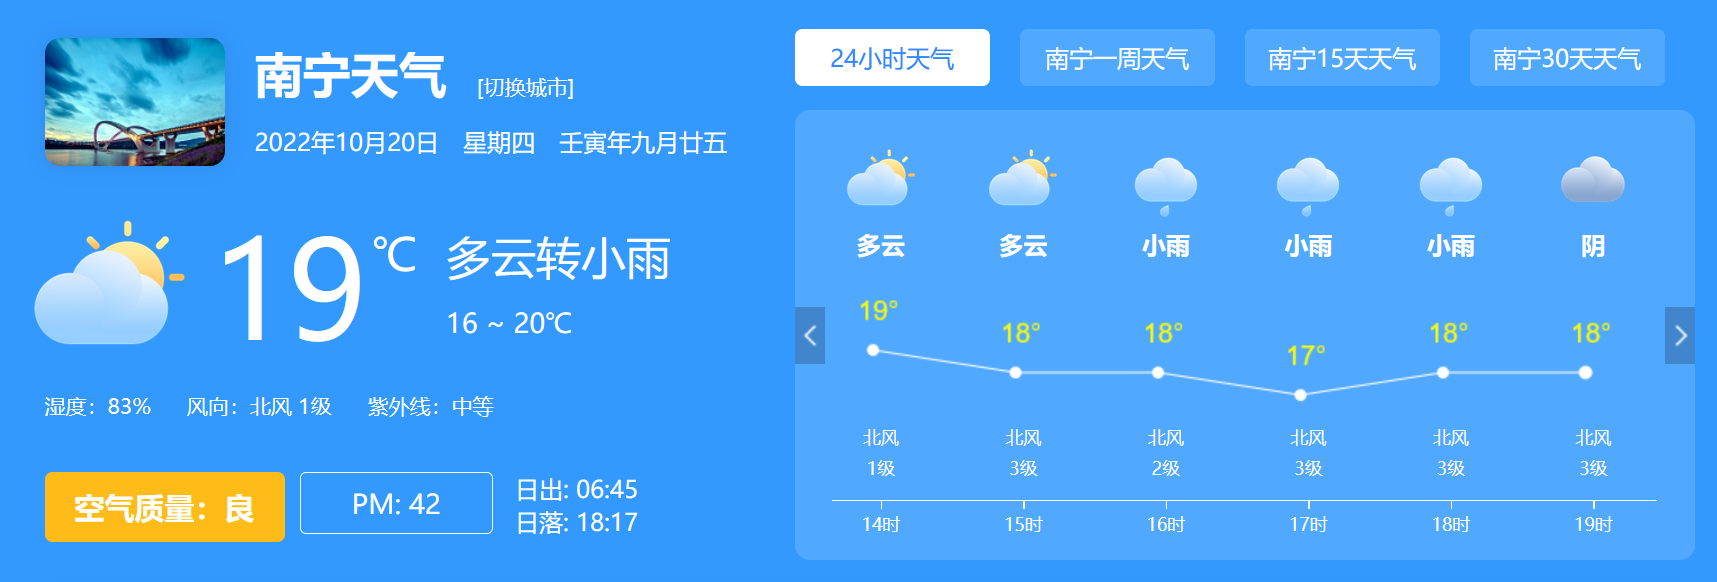 南宁天气 [切换城市]
2022年10月20日 星期四 壬寅年九月廿五
19℃ 多云转小雨
16 ~ 20℃
湿度：83% 风向：北风 1级 紫外线：中等
空气质量：良 PM: 42
日出: 06:45
日落: 18:17
24小时天气 南宁一周天气 南宁15天天气 南宁30天天气
多云 多云 小雨 小雨 小雨 阴
19° 18° 18° 17° 18° 18°
北风 北风 北风 北风 北风 北风
1级 3级 2级 3级 3级 3级
14时 15时 16时 17时 18时 19时